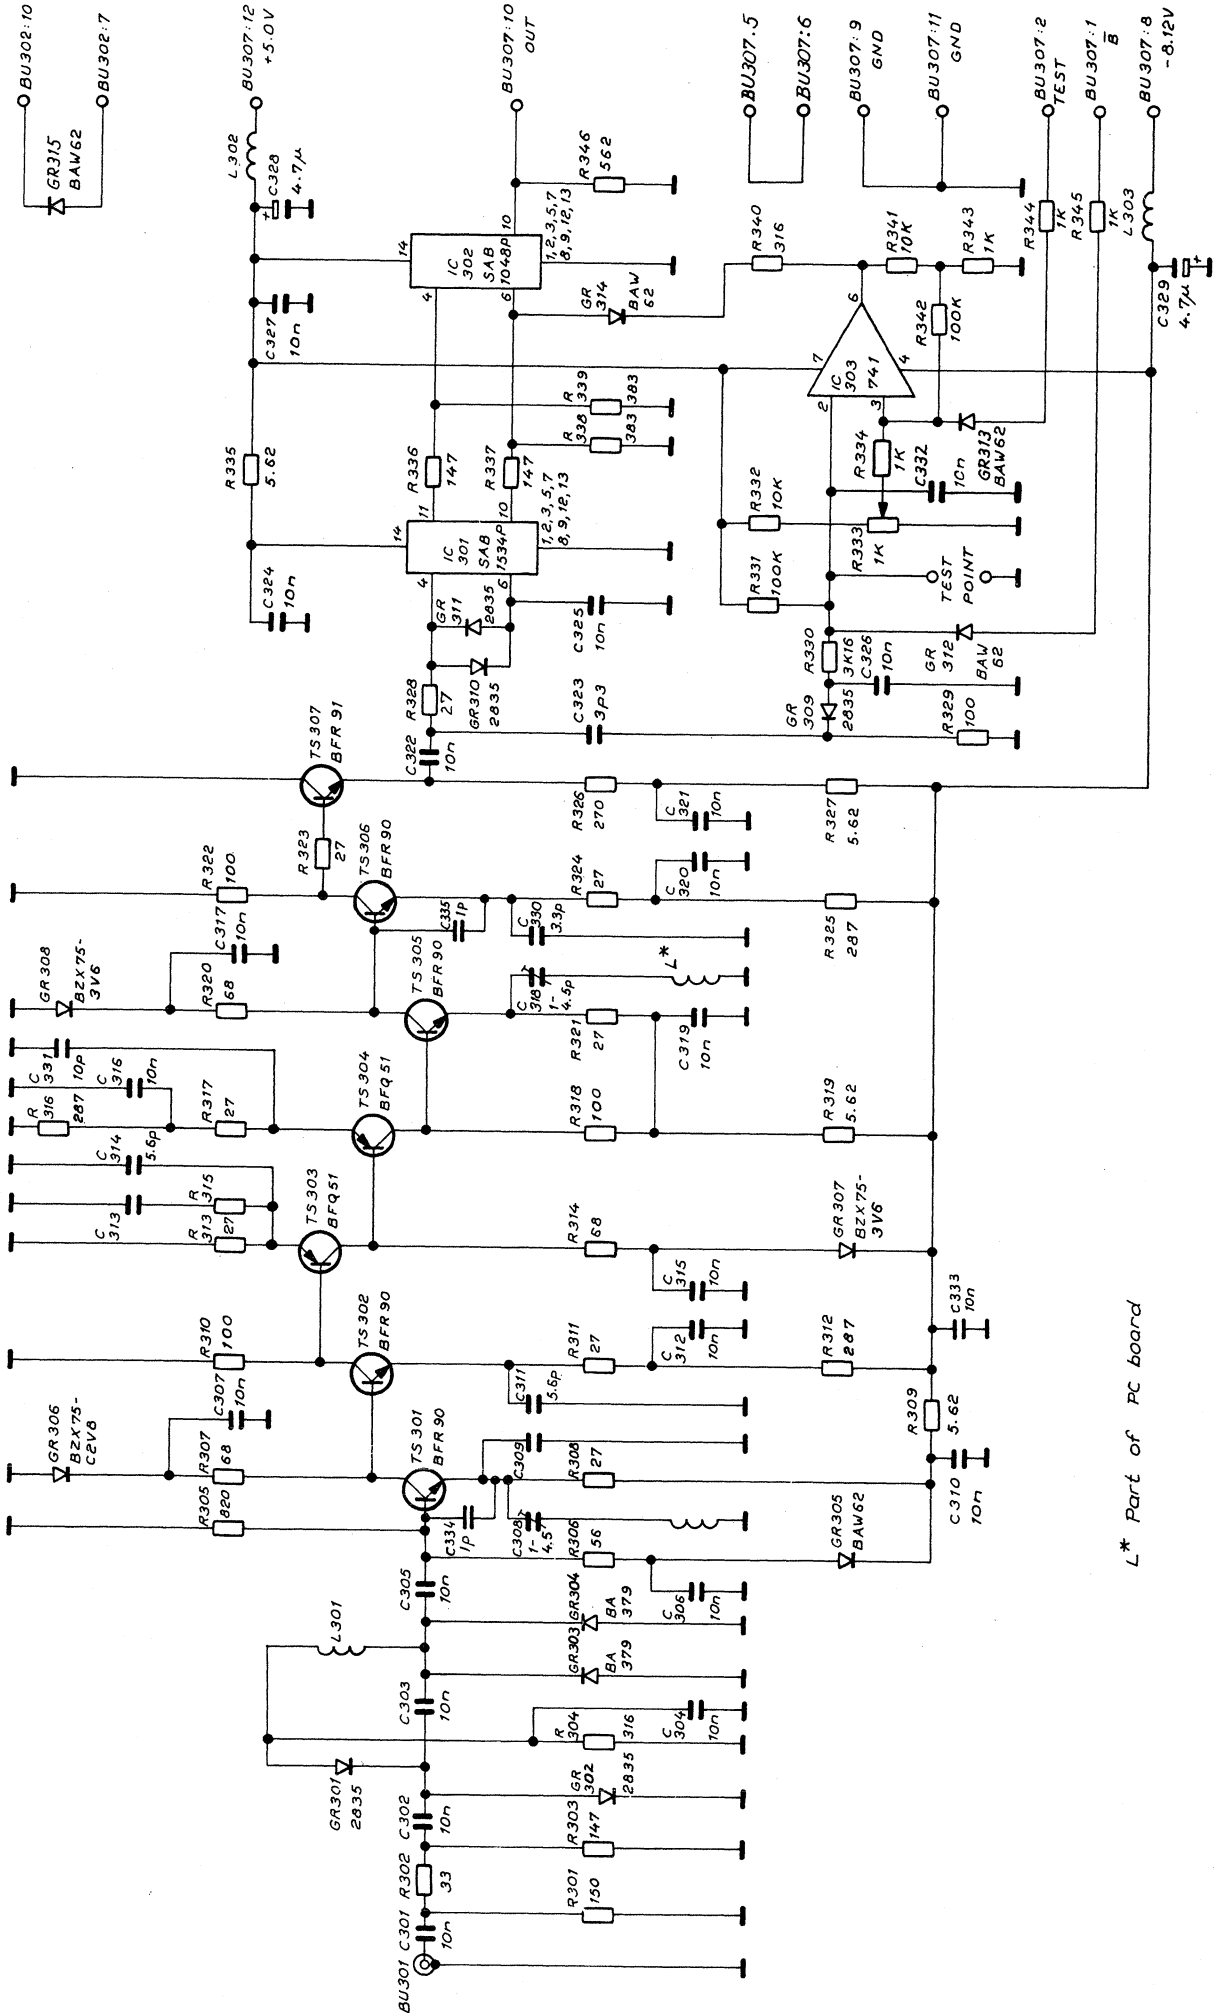 BU302:10
GR315
BAW62
BU302:7
BU307:12
+5.0V
L302
C328
4.7µ
+
C327
10n
R335
5.62
C324
10n
BU307:10
OUT
R346
562
14
IC
302
SAB
1048P
10
1,2,3,5,7
8,9,12,13
4
6
GR
314
BAW
62
R
339
383
R
338
383
R336
147
R337
147
11
10
14
IC
301
SAB
1534P
1,2,3,5,7
8,9,12,13
4
6
GR
311
2835
GR310
2835
C325
10n
R328
27
C322
10n
C323
3p3
BU307:5
BU307:6
BU307:9
GND
BU307:11
GND
BU307:2
TEST
BU307:1
B̅
BU307:8
-8.12V
R344
1K
R345
1K
L303
C329
4.7µ
+
R340
316
R341
10K
R343
1K
R342
100K
6
7
4
IC
303
741
2
3
R334
1K
C332
10n
GR313
BAW62
R332
10K
R333
1K
R331
100K
TEST
POINT
R330
3K16
C326
10n
GR
312
BAW
62
GR
309
2835
R329
100
TS307
BFR91
R326
270
C
321
10n
R327
5.62
R323
27
R322
100
TS306
BFR90
R324
27
C
320
10n
R325
287
C317
10n
C335
1p
C
330
3.3p
GR308
BZX75-
3V6
R320
68
TS305
BFR90
C
318
1-
4.5p
L*
R321
27
C319
10n
C
331
10p
C
316
10n
R
316
287
R317
27
TS304
BFQ51
R318
100
R319
5.62
C
314
5.6p
C
313
R
315
R
313
27
TS303
BFQ51
R314
68
C
315
10n
GR307
BZX75-
3V6
C333
10n
R310
100
TS302
BFR90
R311
27
C
312
10n
R312
287
C307
10n
C311
5.6p
R309
5.62
GR306
BZX75-
C2V8
R307
68
TS301
BFR90
C309
R308
27
C310
10n
R305
820
C334
1p
C308
1-
4.5
R306
56
GR305
BAW62
C
306
10n
C305
10n
GR304
BA
379
L301
GR303
BA
379
C303
10n
R
304
316
C
304
10n
GR301
2835
GR
302
2835
C302
10n
R303
147
R302
33
R301
150
C301
10n
BU301
L* Part of PC board